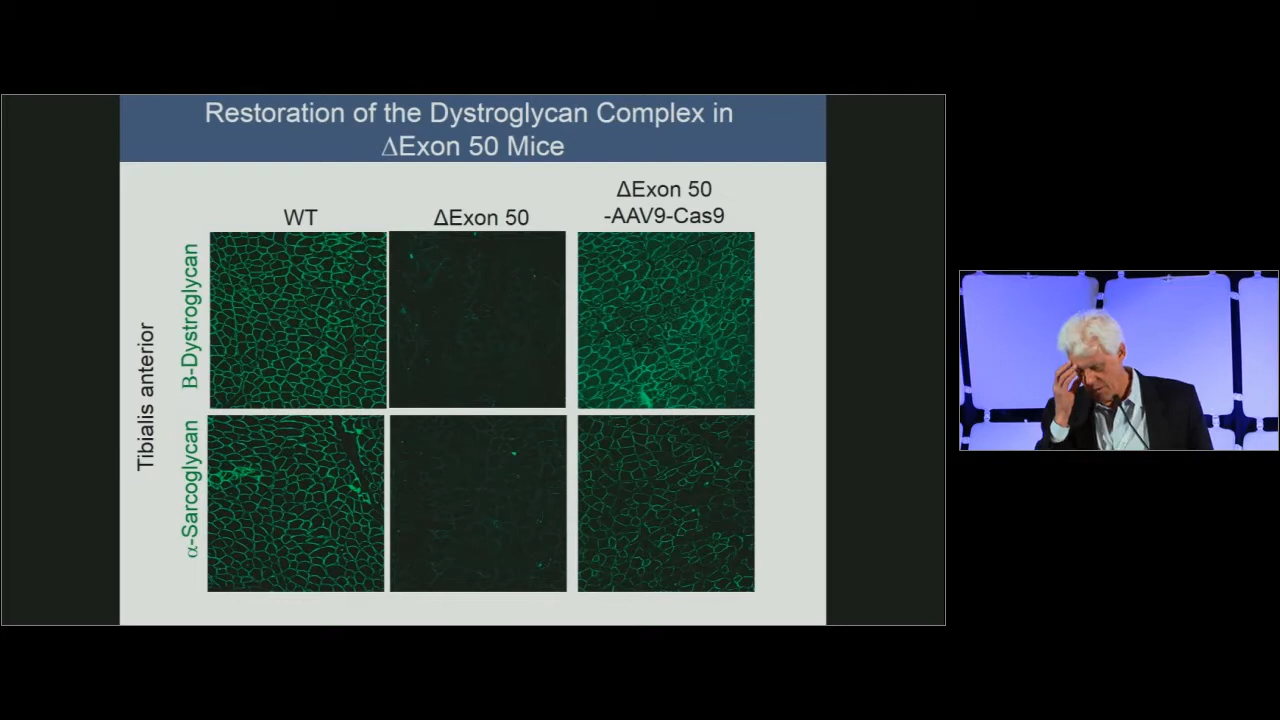 Restoration of the Dystroglycan Complex in
ΔExon 50 Mice
WT
ΔExon 50
ΔExon 50
-AAV9-Cas9
Tibialis anterior
Β-Dystroglycan
α-Sarcoglycan